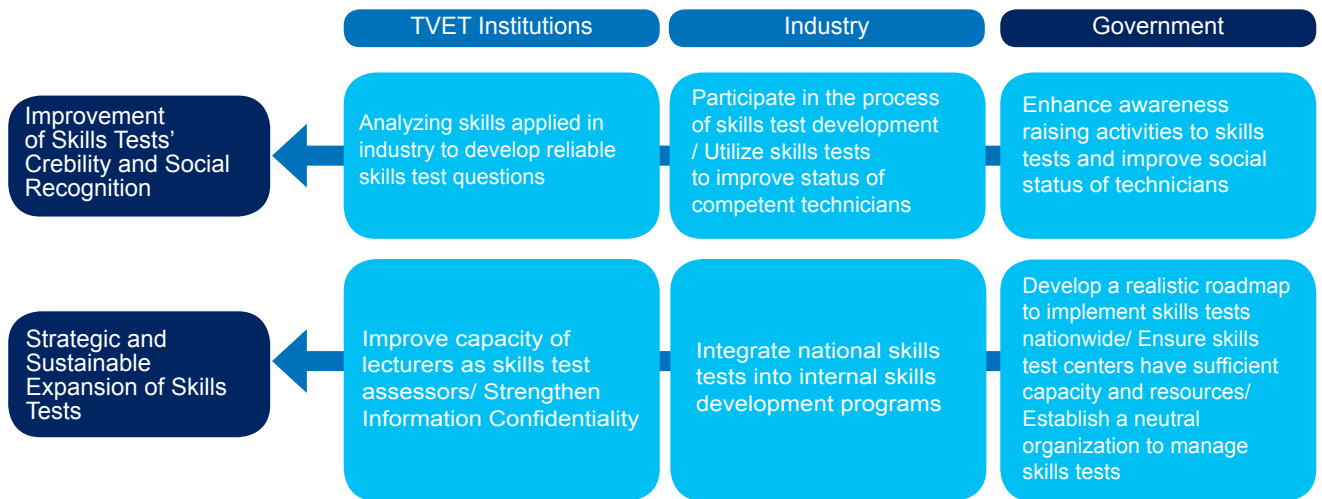 TVET Institutions
Industry
Government
Improvement
of Skills Tests’
Crebility and Social
Recognition
Analyzing skills applied in
industry to develop reliable
skills test questions
Participate in the process
of skills test development
/ Utilize skills tests
to improve status of
competent technicians
Enhance awareness
raising activities to skills
tests and improve social
status of technicians
Strategic and
Sustainable
Expansion of Skills
Tests
Improve capacity of
lecturers as skills test
assessors/ Strengthen
Information Confidentiality
Integrate national skills
tests into internal skills
development programs
Develop a realistic roadmap
to implement skills tests
nationwide/ Ensure skills
test centers have sufficient
capacity and resources/
Establish a neutral
organization to manage
skills tests